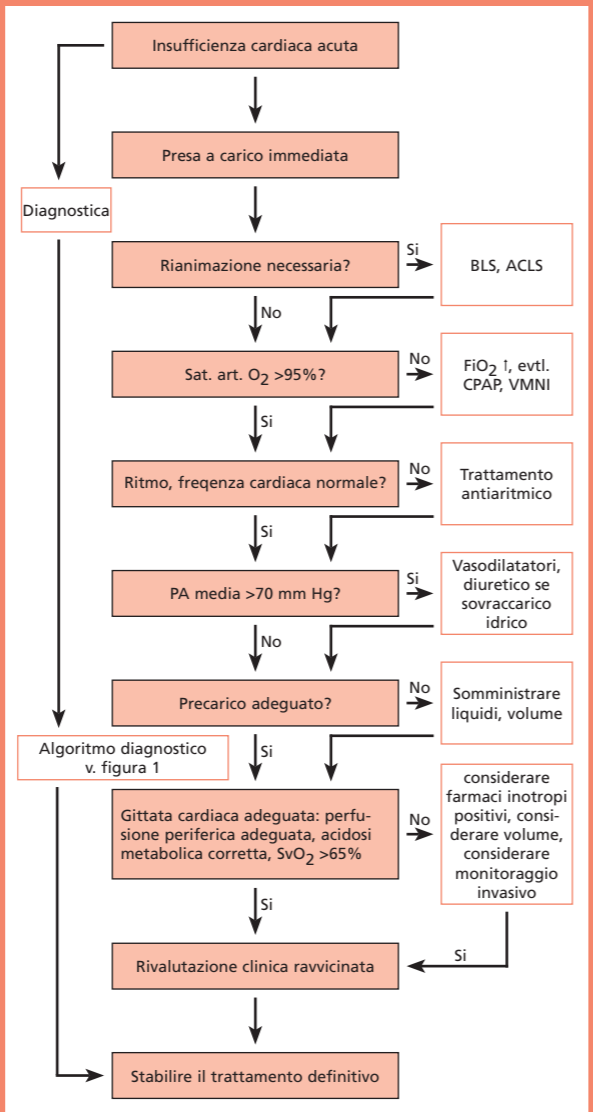 Insufficienza cardiaca acuta
Presa a carico immediata
Diagnostica
Rianimazione necessaria?
Si
BLS, ACLS
No
Sat. art. O2 >95%?
No
FiO2 ↑, evtl.
CPAP, VMNI
Si
Ritmo, freqenza cardiaca normale?
No
Trattamento
antiaritmico
Si
PA media >70 mm Hg?
Si
Vasodilatatori,
diuretico se
sovraccarico
idrico
No
Precarico adeguato?
No
Somministrare
liquidi, volume
Si
Algoritmo diagnostico
v. figura 1
Gittata cardiaca adeguata: perfu-
sione periferica adeguata, acidosi
metabolica corretta, SvO2 >65%
No
considerare
farmaci inotropi
positivi, consi-
derare volume,
considerare
monitoraggio
invasivo
Si
Si
Rivalutazione clinica ravvicinata
Stabilire il trattamento definitivo